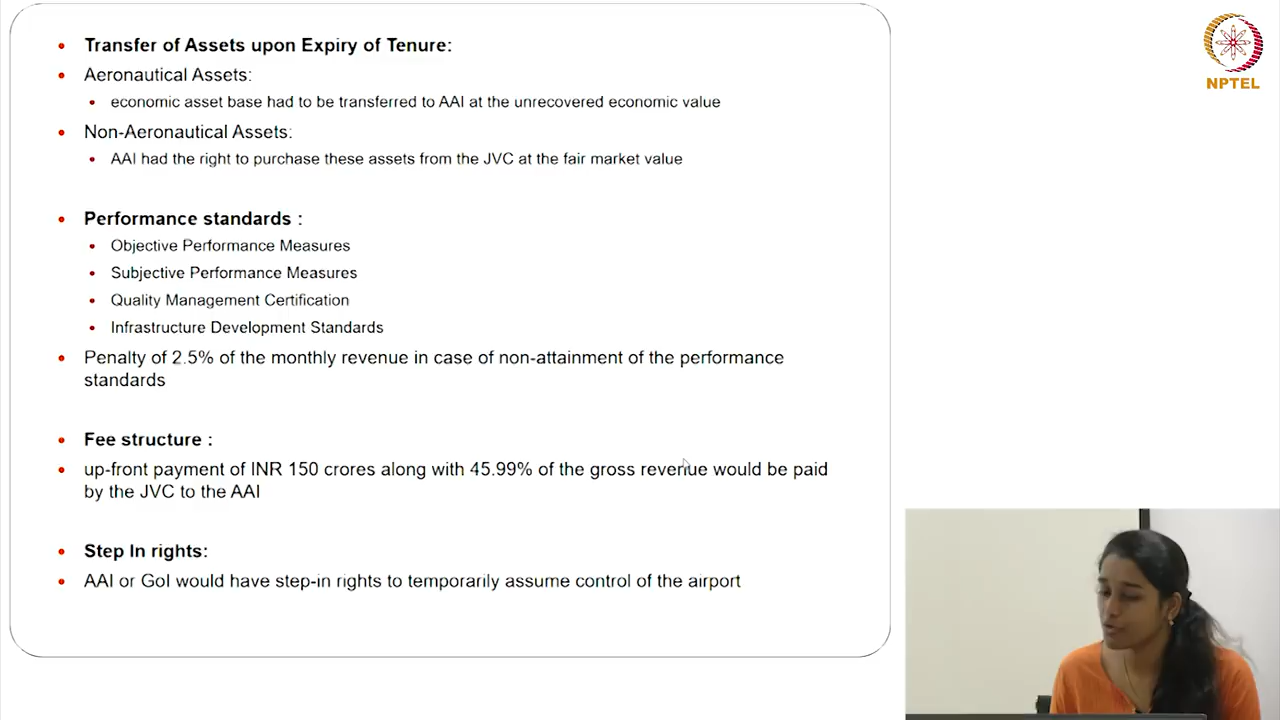 Transfer of Assets upon Expiry of Tenure:
Aeronautical Assets:
economic asset base had to be transferred to AAI at the unrecovered economic value
Non-Aeronautical Assets:
AAI had the right to purchase these assets from the JVC at the fair market value
Performance standards :
Objective Performance Measures
Subjective Performance Measures
Quality Management Certification
Infrastructure Development Standards
Penalty of 2.5% of the monthly revenue in case of non-attainment of the performance
standards
Fee structure :
up-front payment of INR 150 crores along with 45.99% of the gross revenue would be paid
by the JVC to the AAI
Step In rights:
AAI or GoI would have step-in rights to temporarily assume control of the airport
NPTEL